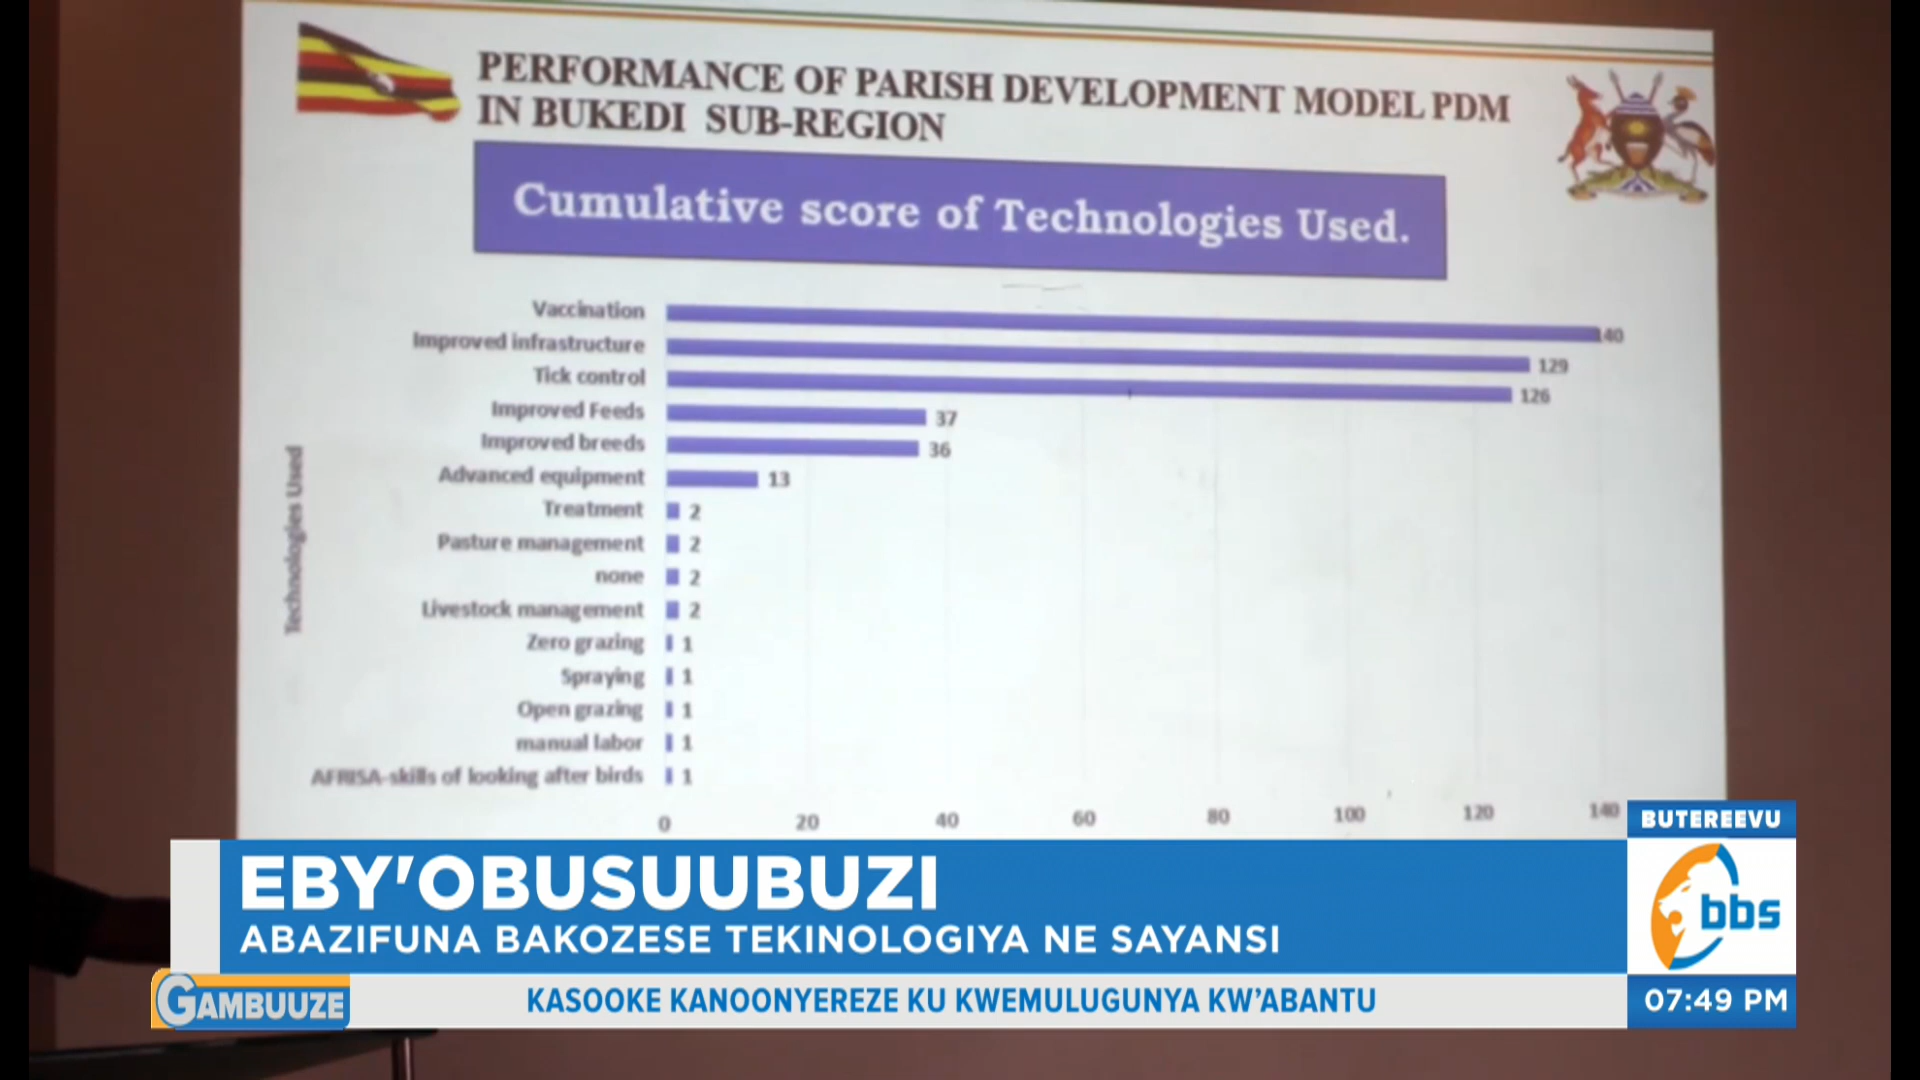 PERFORMANCE OF PARISH DEVELOPMENT MODEL PDM
IN BUKEDI SUB-REGION
Cumulative score of Technologies Used.
Technologies Used
Vaccination 140
Improved infrastructure 129
Tick control 126
Improved Feeds 37
Improved breeds 36
Advanced equipment 13
Treatment 2
Pasture management 2
none 2
Livestock management 2
Zero grazing 1
Spraying 1
Open grazing 1
manual labor 1
AFRISA-skills of looking after birds 1
0 20 40 60 80 100 120 140
BUTEREEVU
EBY'OBUSUUBUZI
ABAZIFUNA BAKOZESE TEKINOLOGIYA NE SAYANSI
bbs
GAMBUUZE
KASOOKE KANOONYEREZE KU KWEMULUGUNYA KW'ABANTU
07:49 PM